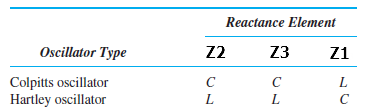 Reactance Element
Oscillator Type Z2 Z3 Z1
Colpitts oscillator C C L
Hartley oscillator L L C